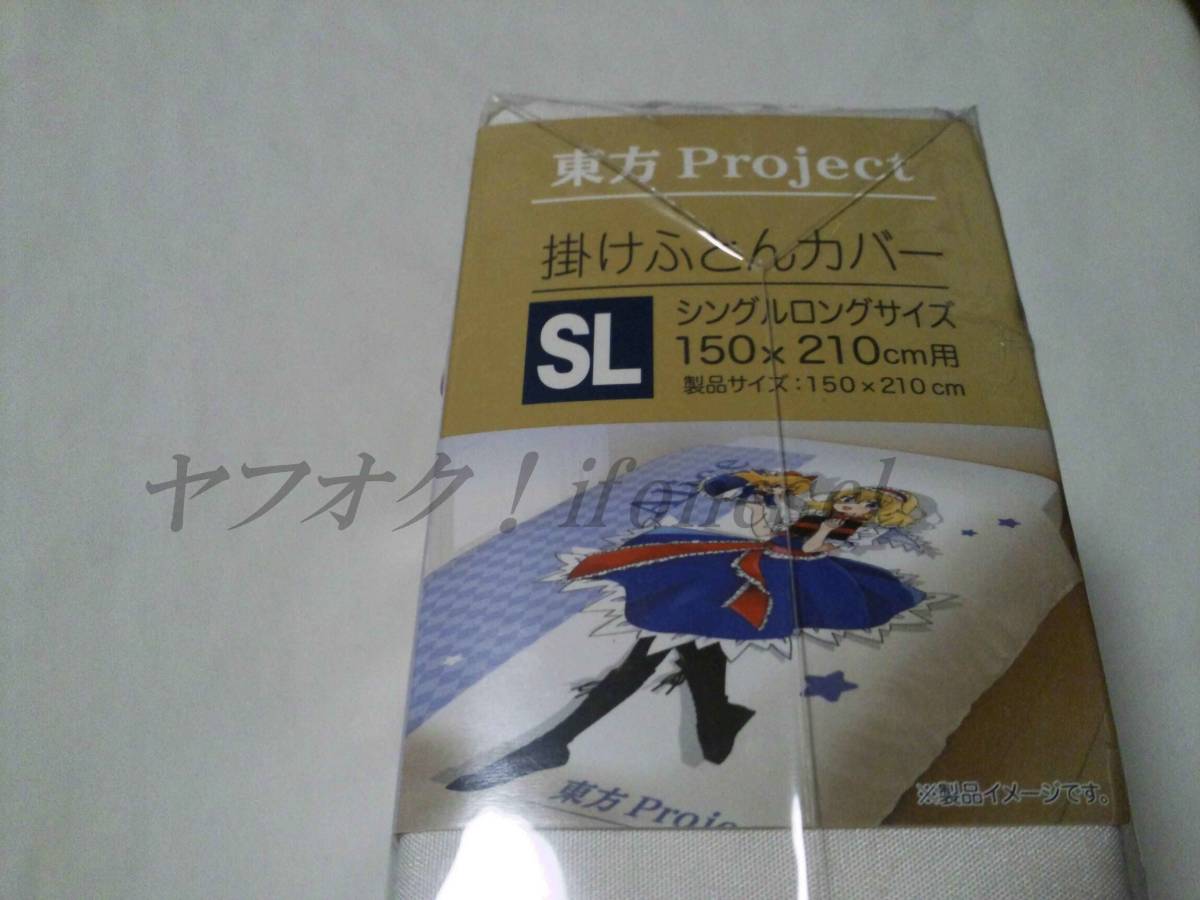 東方 Project
掛けふとんカバー
SL
シングルロングサイズ
150×210cm用
製品サイズ：150×210cm
ヤフオク！
東方 Proje
※製品イメージです。